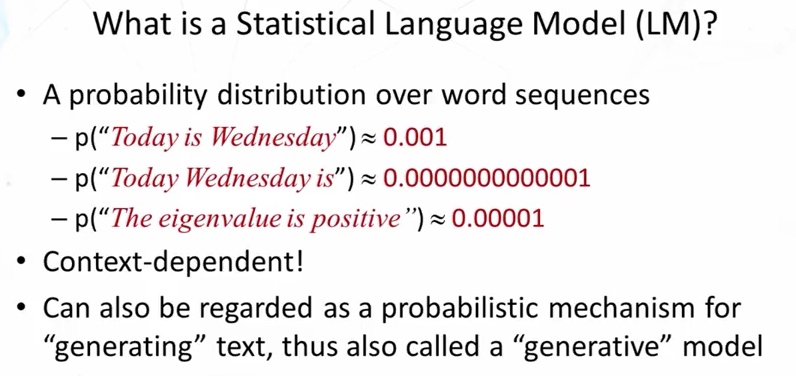 What is a Statistical Language Model (LM)?
• A probability distribution over word sequences
– p(“Today is Wednesday”) ≈ 0.001
– p(“Today Wednesday is”) ≈ 0.0000000000001
– p(“The eigenvalue is positive”) ≈ 0.00001
• Context-dependent!
• Can also be regarded as a probabilistic mechanism for
“generating” text, thus also called a “generative” model